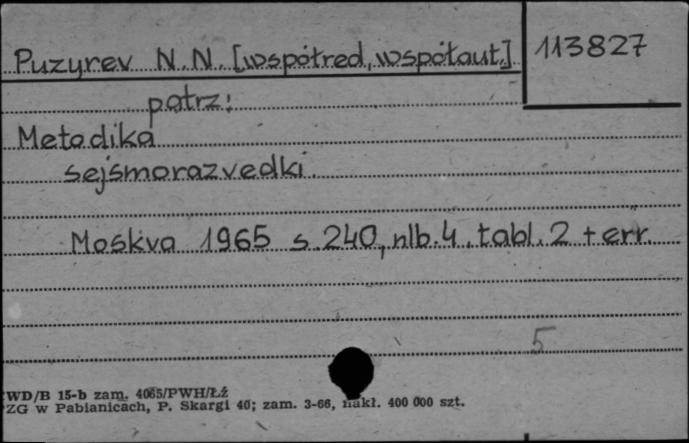 Puzyrev N. N. [współred, współaut.]
113827
patrz:
Metodika
sejsmorazvedki.
Moskva 1965 s. 240, nlb. 4. tabl. 2 + err.
5
WD/B 15-b zam. 4065/PWH/Łź
ZG w Pabianicach, P. Skargi 40; zam. 3-66, nakł. 400 000 szt.